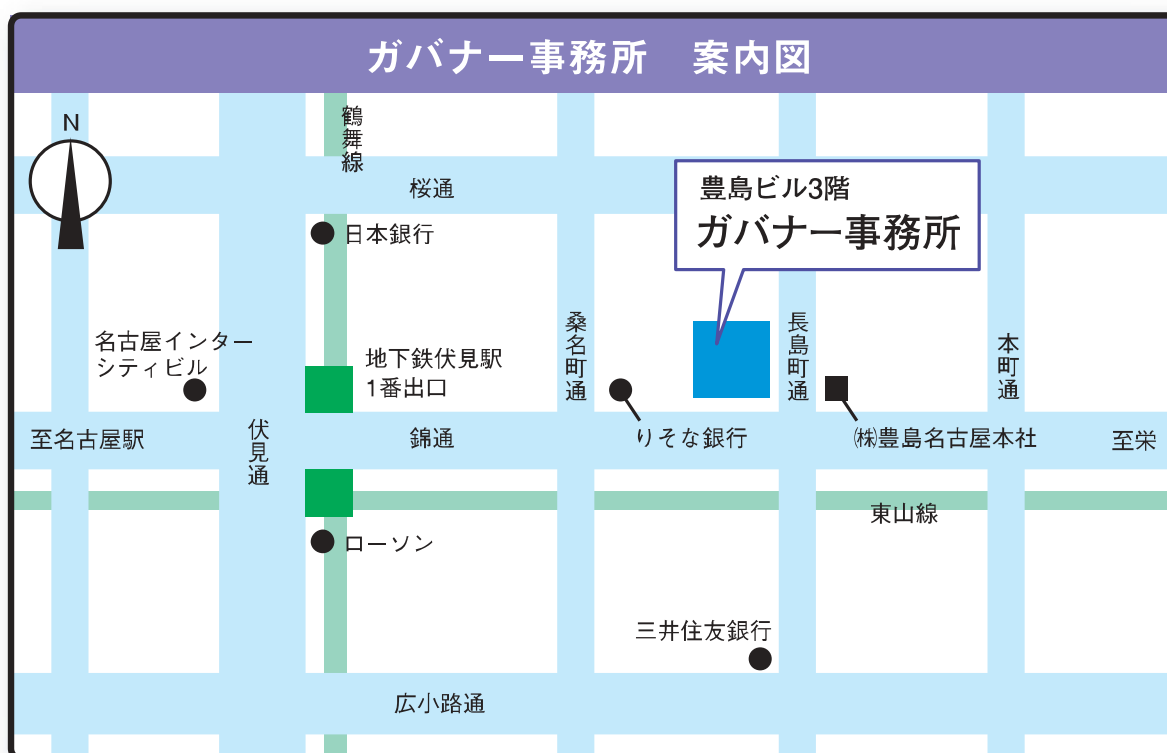 ガバナー事務所 案内図
N
鶴舞線
桜通
豊島ビル3階
ガバナー事務所
日本銀行
名古屋インター
シティビル
地下鉄伏見駅
1番出口
桑名町通
長島町通
本町通
至名古屋駅
伏見通
錦通
りそな銀行
㈱豊島名古屋本社
至栄
東山線
ローソン
三井住友銀行
広小路通